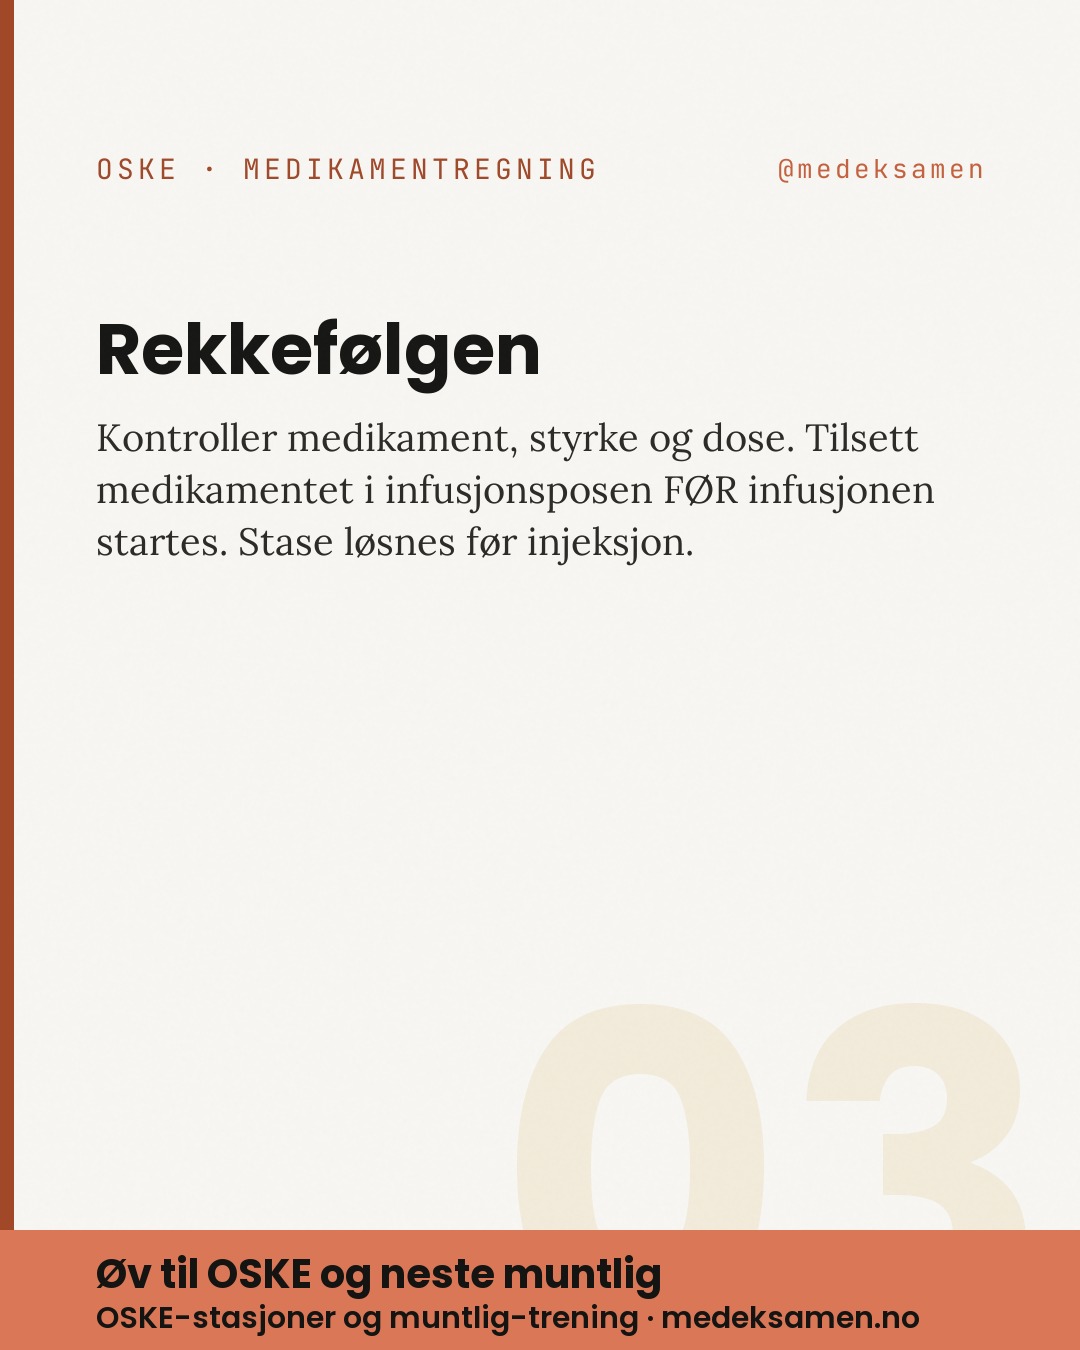 OSKE · MEDIKAMENTREGNING
@medeksamen
Rekkefølgen
Kontroller medikament, styrke og dose. Tilsett
medikamentet i infusjonsposen FØR infusjonen
startes. Stase løsnes før injeksjon.
03
Øv til OSKE og neste muntlig
OSKE-stasjoner og muntlig-trening · medeksamen.no